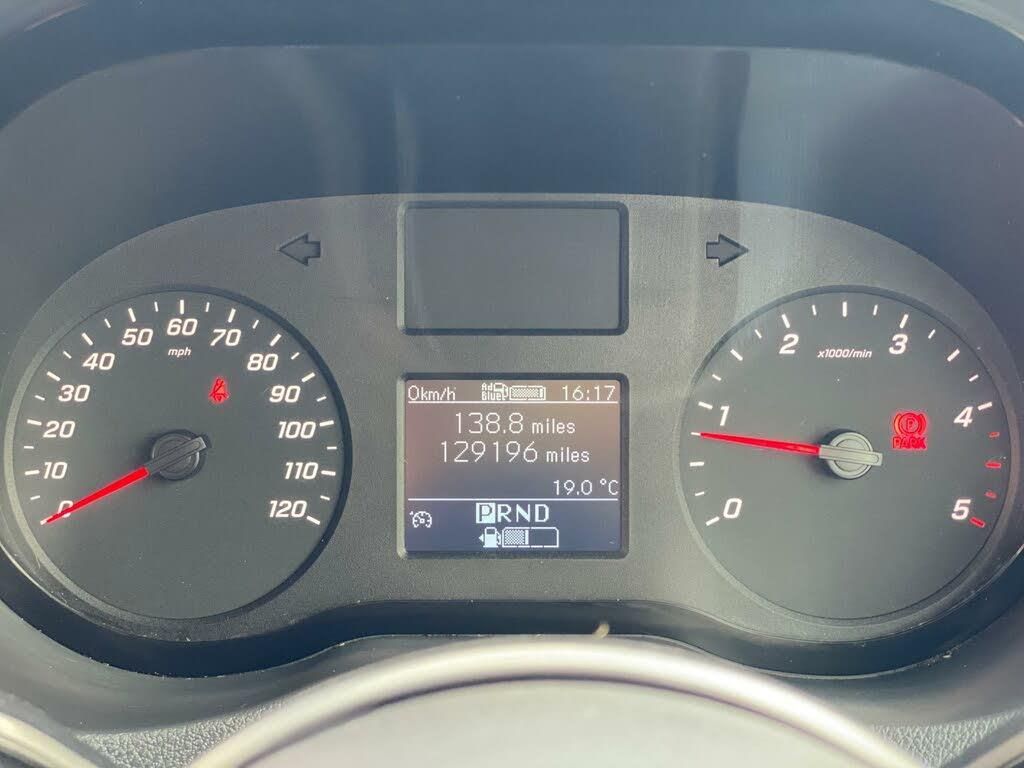 0 10 20 30 40 50 60 70 80 90 100 110 120
mph
0km/h AdBlue 16:17
138.8 miles
129196 miles
19.0 °C
PRND
0 1 2 3 4 5
x1000/min
P
PARK